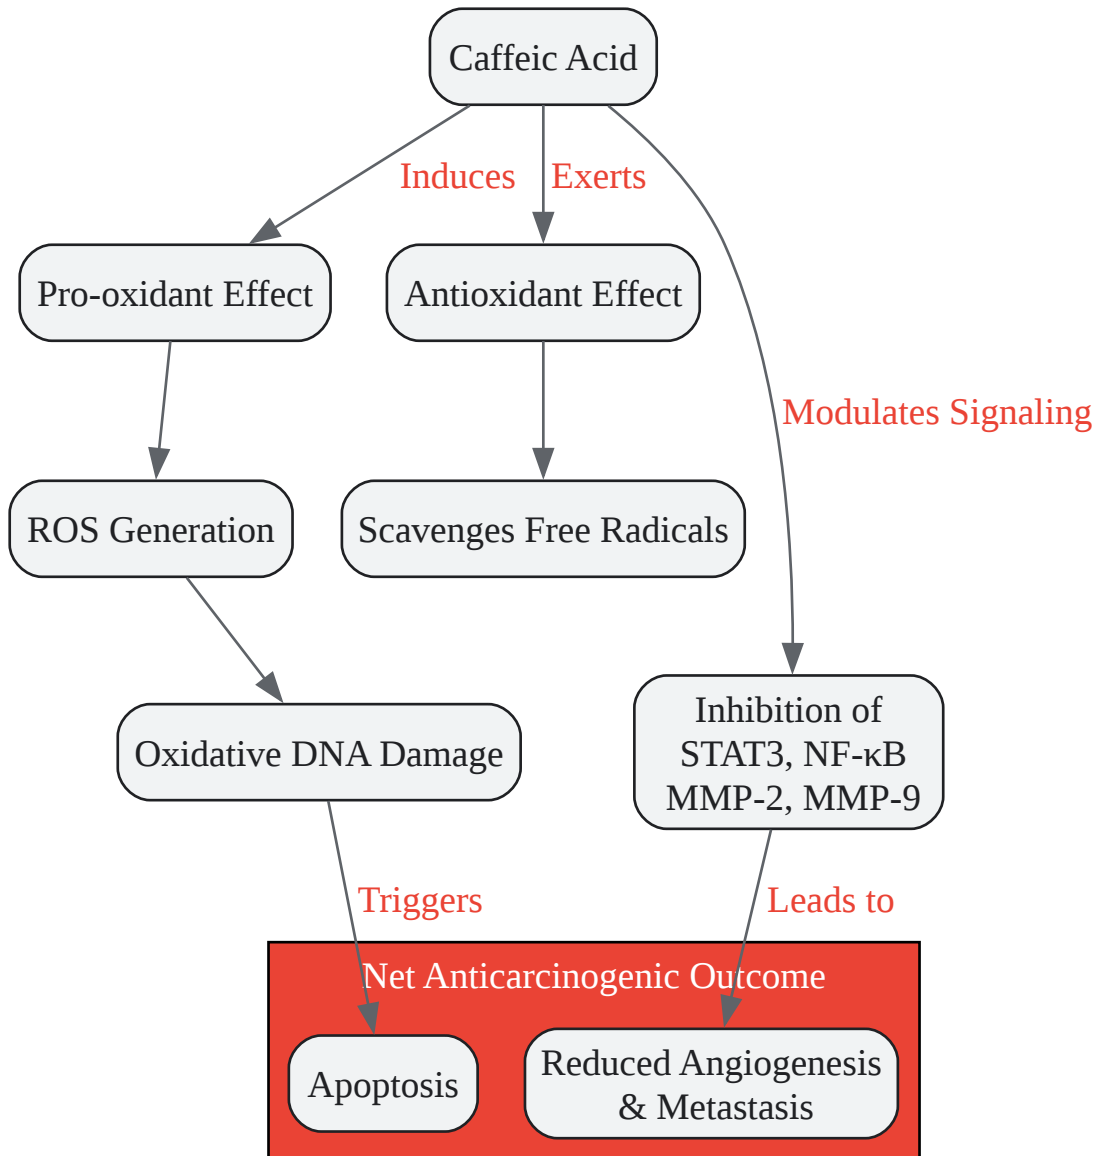 Caffeic Acid
Induces
Exerts
Pro-oxidant Effect
Antioxidant Effect
Modulates Signaling
ROS Generation
Scavenges Free Radicals
Oxidative DNA Damage
Inhibition of
STAT3, NF-κB
MMP-2, MMP-9
Triggers
Leads to
Net Anticarcinogenic Outcome
Apoptosis
Reduced Angiogenesis
& Metastasis